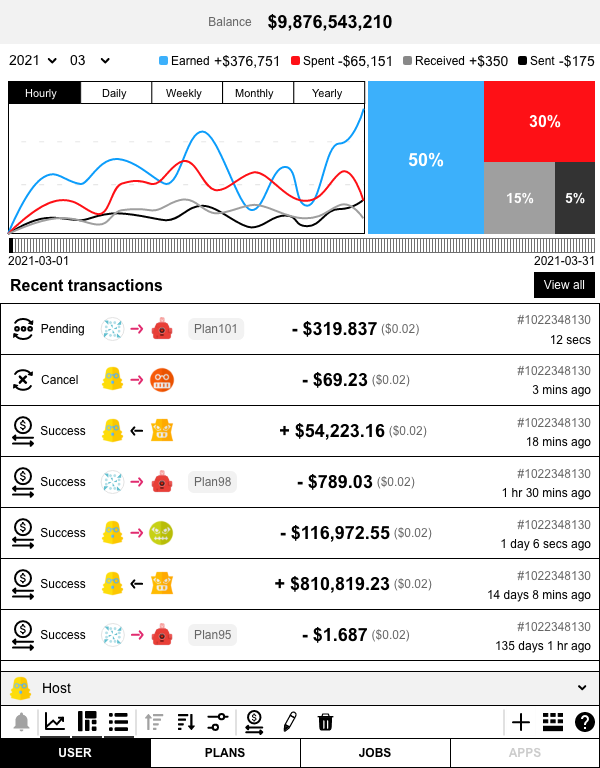 Balance $9,876,543,210
2021 03 Earned +$376,751 Spent -$65,151 Received +$350 Sent -$175
Hourly Daily Weekly Monthly Yearly
50%
30%
15%
5%
2021-03-01 2021-03-31
Recent transactions View all
Pending Plan101 - $319.837 ($0.02) #1022348130
12 secs
Cancel - $69.23 ($0.02) #1022348130
3 mins ago
Success + $54,223.16 ($0.02) #1022348130
18 mins ago
Success Plan98 - $789.03 ($0.02) #1022348130
1 hr 30 mins ago
Success - $116,972.55 ($0.02) #1022348130
1 day 6 secs ago
Success + $810,819.23 ($0.02) #1022348130
14 days 8 mins ago
Success Plan95 - $1.687 ($0.02) #1022348130
135 days 1 hr ago
Host
USER PLANS JOBS APPS